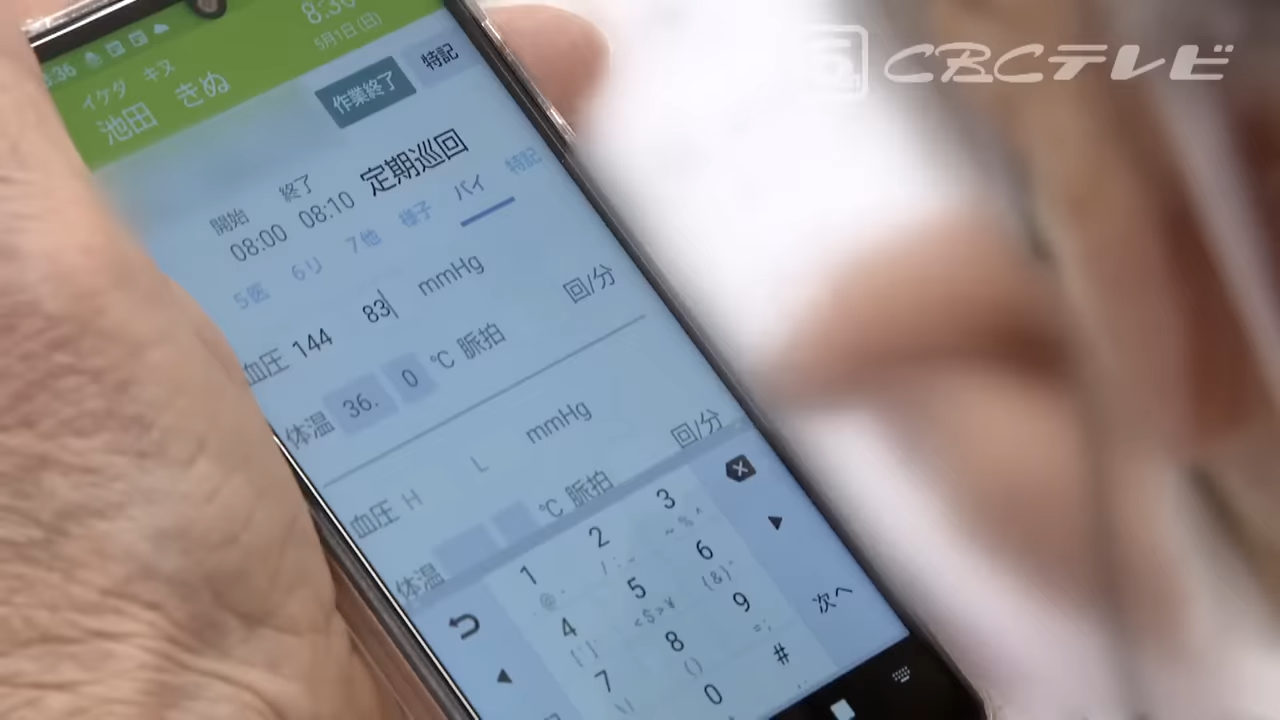 CBCテレビ
8:36
8:36
5月1日(日)
イケダ キヌ
池田 きぬ
作業終了
特記
開始 終了
08:00 08:10 定期巡回
5医 6リ 7他 様子 バイ 特記
血圧 144 83 mmHg
体温 36. 0 ℃ 脈拍 回/分
血圧 H L mmHg
体温 ℃ 脈拍 回/分
1 2 3
4 5 6
7 8 9 次へ
0 #